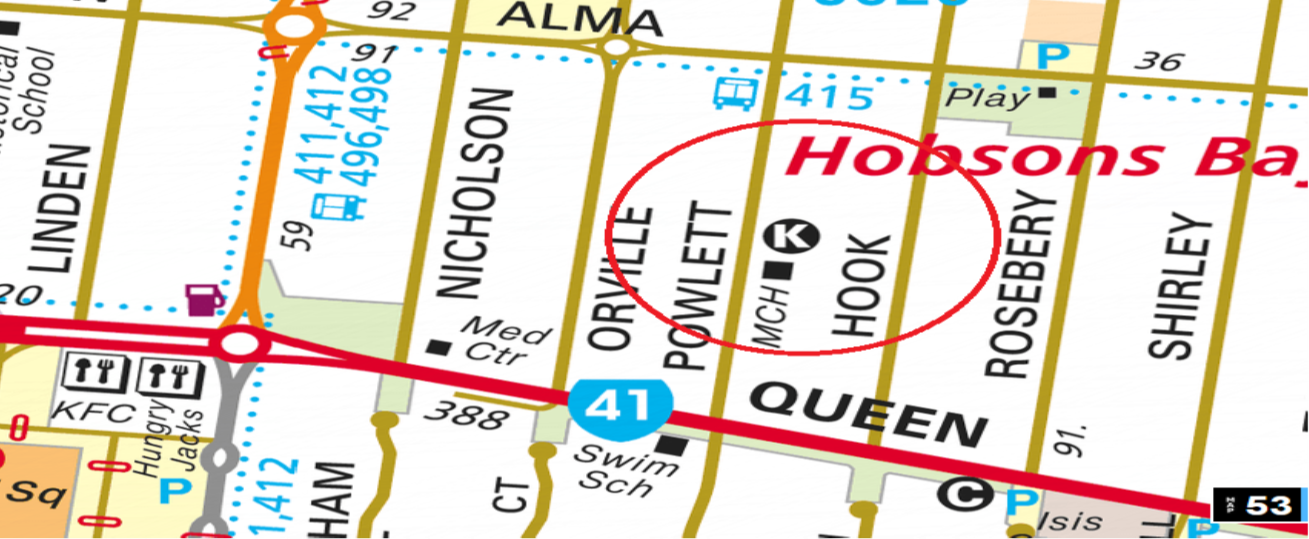 92
ALMA
91
36
415
Play
School
411,412
496,498
59
LINDEN
NICHOLSON
ORVILLE
POWLETT
MCH
K
HOOK
Hobsons Ba
ROSEBERY
SHIRLEY
20
Med
Ctr
KFC
Hungry
Jacks
388
41
QUEEN
Swim
Sch
91.
Sq
P
1,412
HAM
CT
C
P
Isis
53
P
P